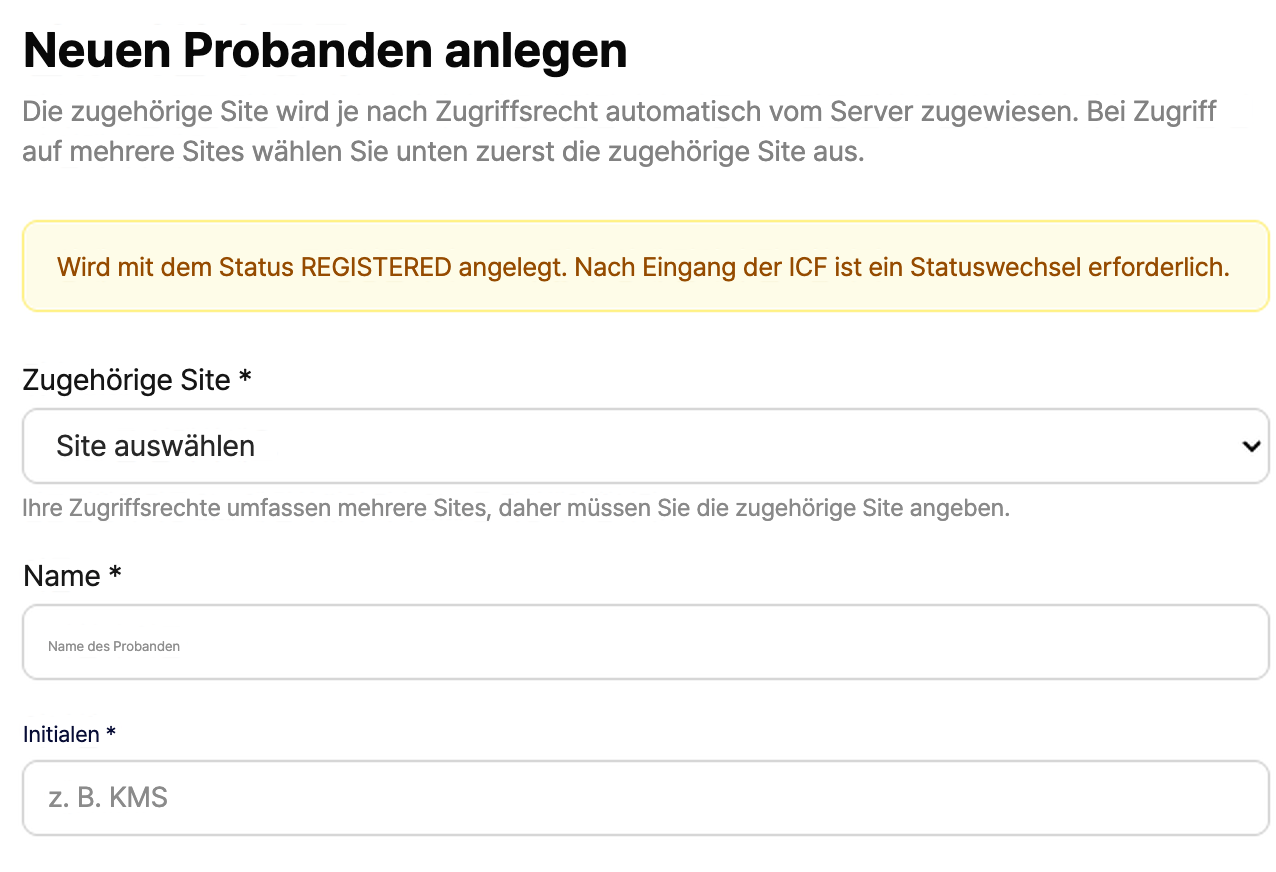 Neuen Probanden anlegen
Die zugehörige Site wird je nach Zugriffsrecht automatisch vom Server zugewiesen. Bei Zugriff
auf mehrere Sites wählen Sie unten zuerst die zugehörige Site aus.
Wird mit dem Status REGISTERED angelegt. Nach Eingang der ICF ist ein Statuswechsel erforderlich.
Zugehörige Site *
Site auswählen
Ihre Zugriffsrechte umfassen mehrere Sites, daher müssen Sie die zugehörige Site angeben.
Name *
Name des Probanden
Initialen *
z. B. KMS